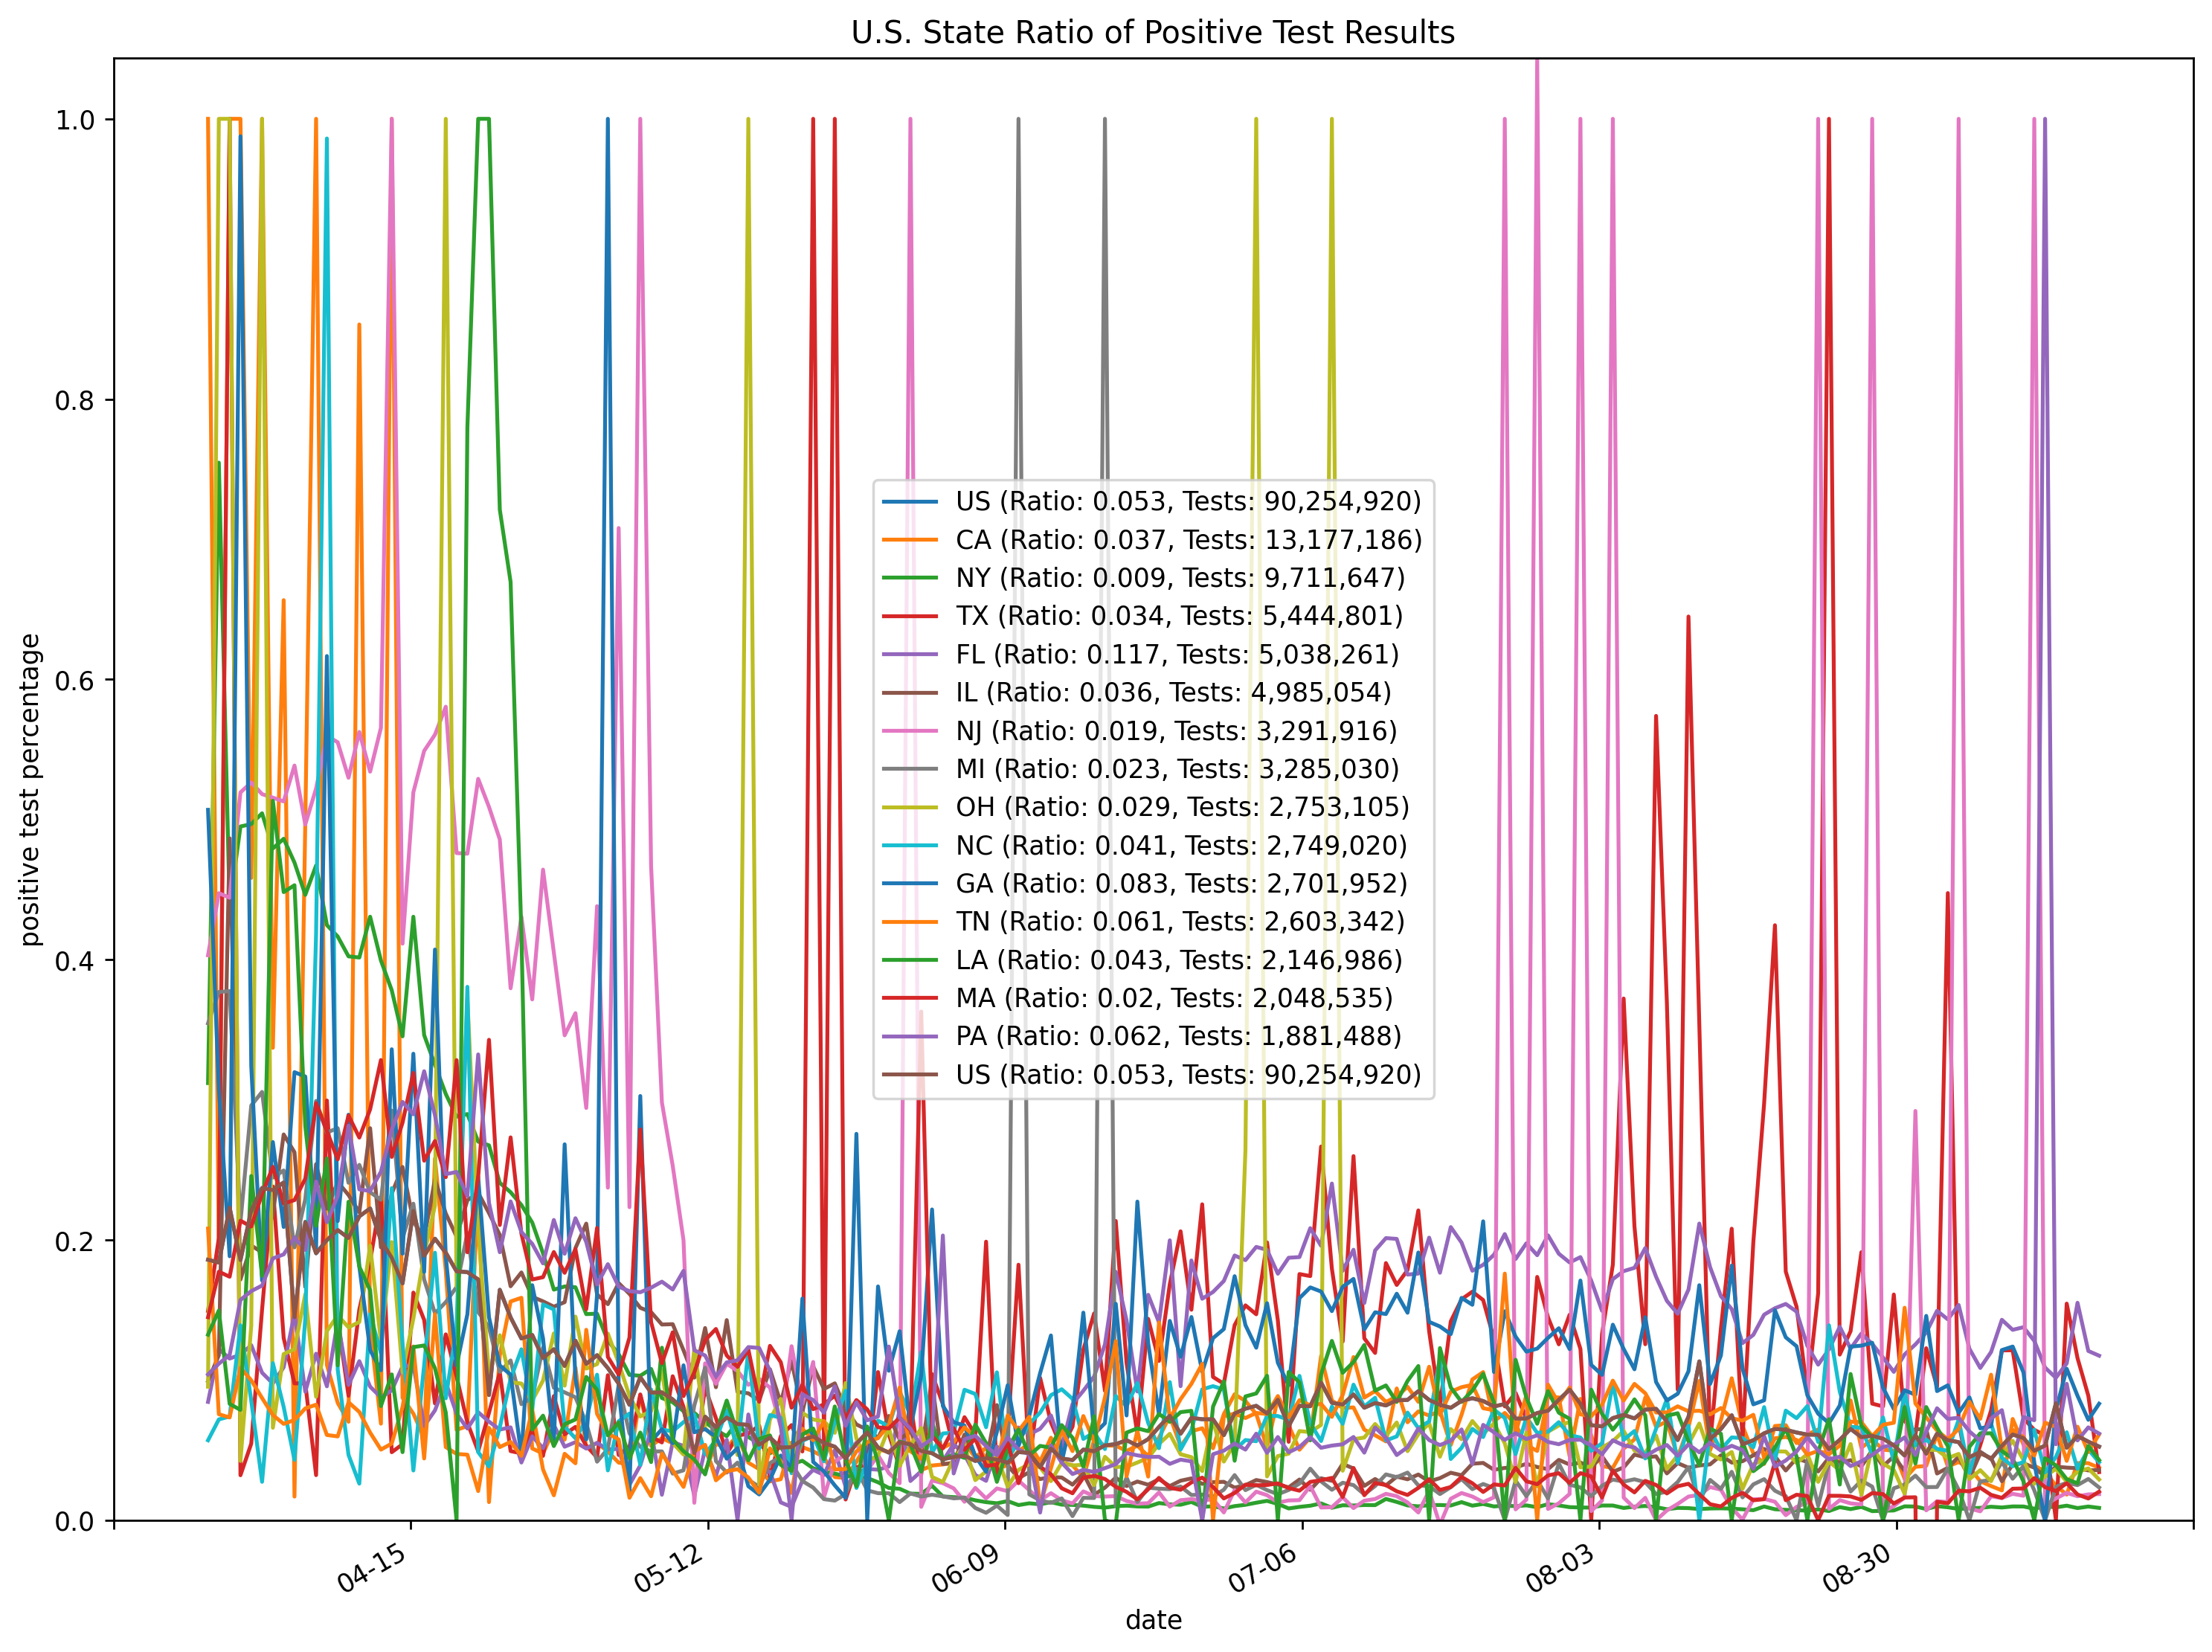 U.S. State Ratio of Positive Test Results
positive test percentage
1.0
0.8
0.6
0.4
0.2
0.0
US (Ratio: 0.053, Tests: 90,254,920)
CA (Ratio: 0.037, Tests: 13,177,186)
NY (Ratio: 0.009, Tests: 9,711,647)
TX (Ratio: 0.034, Tests: 5,444,801)
FL (Ratio: 0.117, Tests: 5,038,261)
IL (Ratio: 0.036, Tests: 4,985,054)
NJ (Ratio: 0.019, Tests: 3,291,916)
MI (Ratio: 0.023, Tests: 3,285,030)
OH (Ratio: 0.029, Tests: 2,753,105)
NC (Ratio: 0.041, Tests: 2,749,020)
GA (Ratio: 0.083, Tests: 2,701,952)
TN (Ratio: 0.061, Tests: 2,603,342)
LA (Ratio: 0.043, Tests: 2,146,986)
MA (Ratio: 0.02, Tests: 2,048,535)
PA (Ratio: 0.062, Tests: 1,881,488)
US (Ratio: 0.053, Tests: 90,254,920)
04-15
05-12
06-09
07-06
08-03
08-30
date